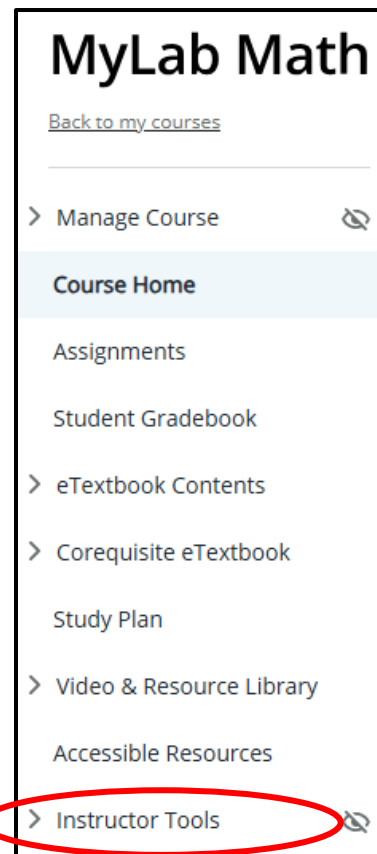 MyLab Math
Back to my courses
Manage Course
Course Home
Assignments
Student Gradebook
eTextbook Contents
Corequisite eTextbook
Study Plan
Video & Resource Library
Accessible Resources
Instructor Tools